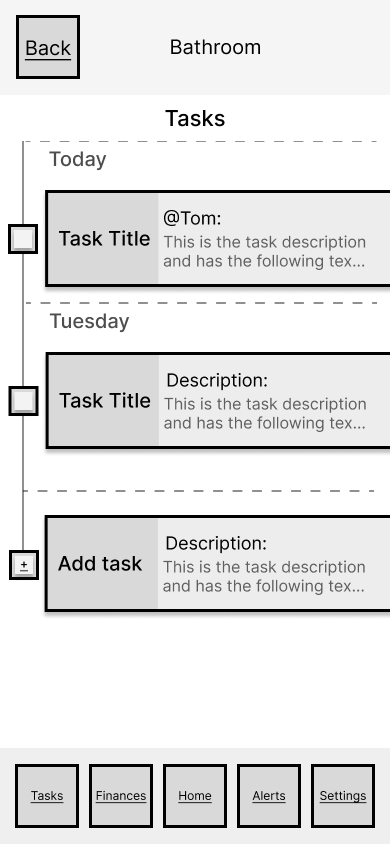 Back
Bathroom
Tasks
Today
Task Title
@Tom:
This is the task description
and has the following tex...
Tuesday
Task Title
Description:
This is the task description
and has the following tex...
+
Add task
Description:
This is the task description
and has the following tex...
Tasks
Finances
Home
Alerts
Settings